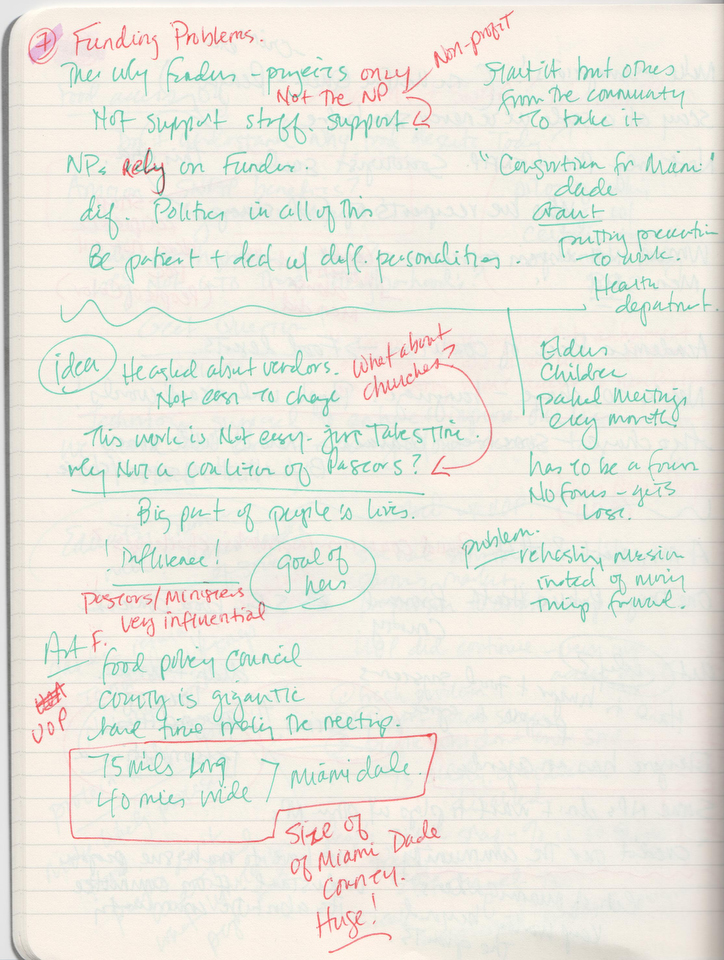 7 Funding Problems.
Non-profit
They only funders - projects only
Not the NP
Not support staff. support.
NPs rely on Funders.
dif. Politics in all of this
Be patient + deal w/ diff. personalities.
Start it but others
from the community
to take it
"Consortium for Miami"
dade
Grant
putting prevention
to work.
Health
department.
idea
He asked about vendors.
Not easy to change
What about
churches?
This work is Not easy - just takes time.
why Not a coalition of Pastors?
Big part of people's lives.
! influence!
Pastors/Ministers
very influential
goal of
hers
Elders
Children
packed meetings
every month.
has to be a focus
No focus - gets
lose.
problem.
rehashing mission
instead of moving
things forward.
Art F.
food policy Council
UOP
county is gigantic
have time making the meetings.
75 miles long
40 miles wide > Miami dade.
Size of
of Miami Dade
County.
Huge!